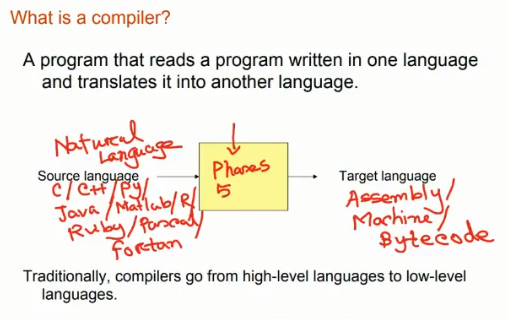 What is a compiler?
A program that reads a program written in one language
and translates it into another language.
Natural
Language
Source language
C/C++/Py/
Java/Matlab/R/
Ruby/Pascal/
Fortan
Phases
5
Target language
Assembly/
Machine/
Bytecode
Traditionally, compilers go from high-level languages to low-level
languages.